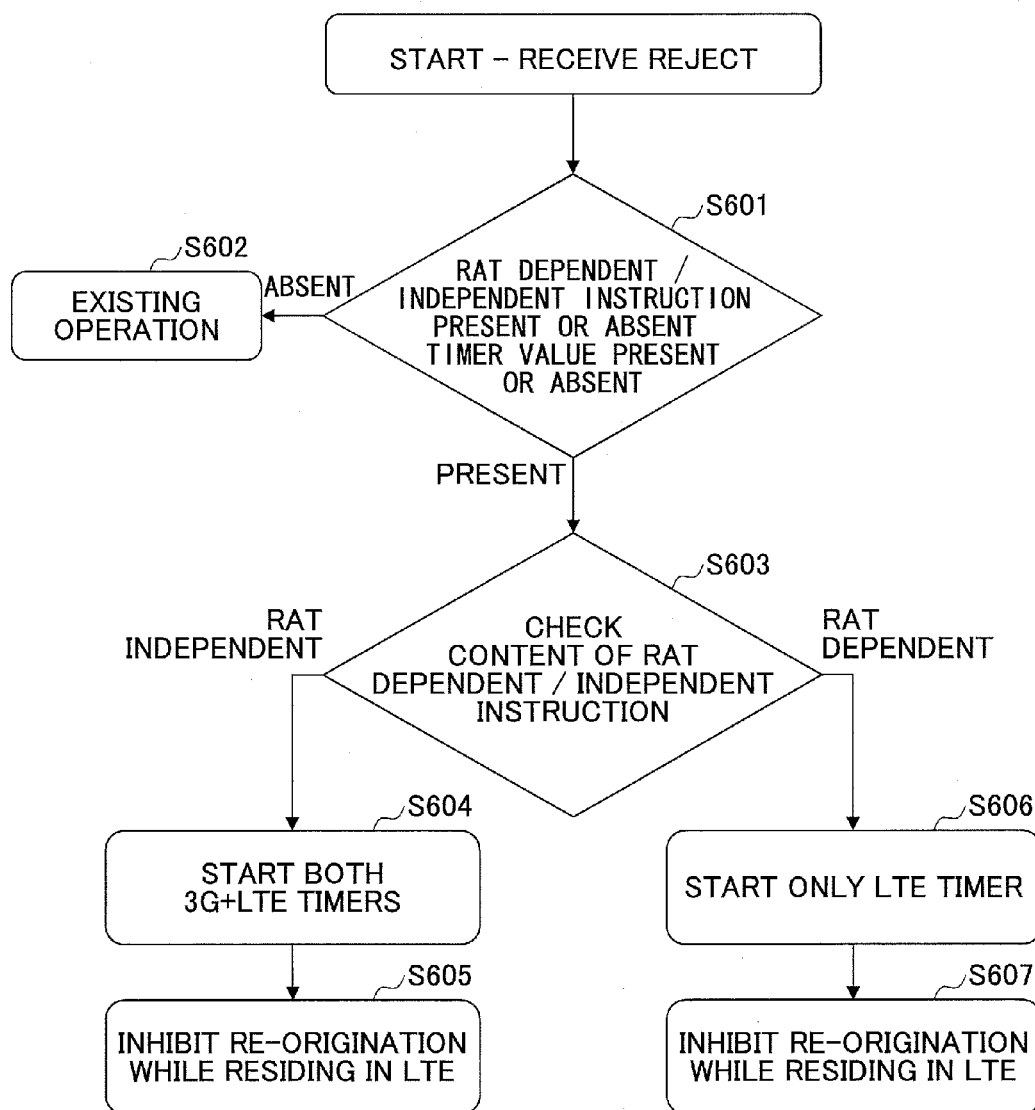 START – RECEIVE REJECT
S601
RAT DEPENDENT /
INDEPENDENT INSTRUCTION
PRESENT OR ABSENT
TIMER VALUE PRESENT
OR ABSENT
S602
ABSENT
EXISTING
OPERATION
PRESENT
S603
RAT
INDEPENDENT
CHECK
CONTENT OF RAT
DEPENDENT / INDEPENDENT
INSTRUCTION
RAT
DEPENDENT
S604
START BOTH
3G+LTE TIMERS
S606
START ONLY LTE TIMER
S605
INHIBIT RE-ORIGINATION
WHILE RESIDING IN LTE
S607
INHIBIT RE-ORIGINATION
WHILE RESIDING IN LTE